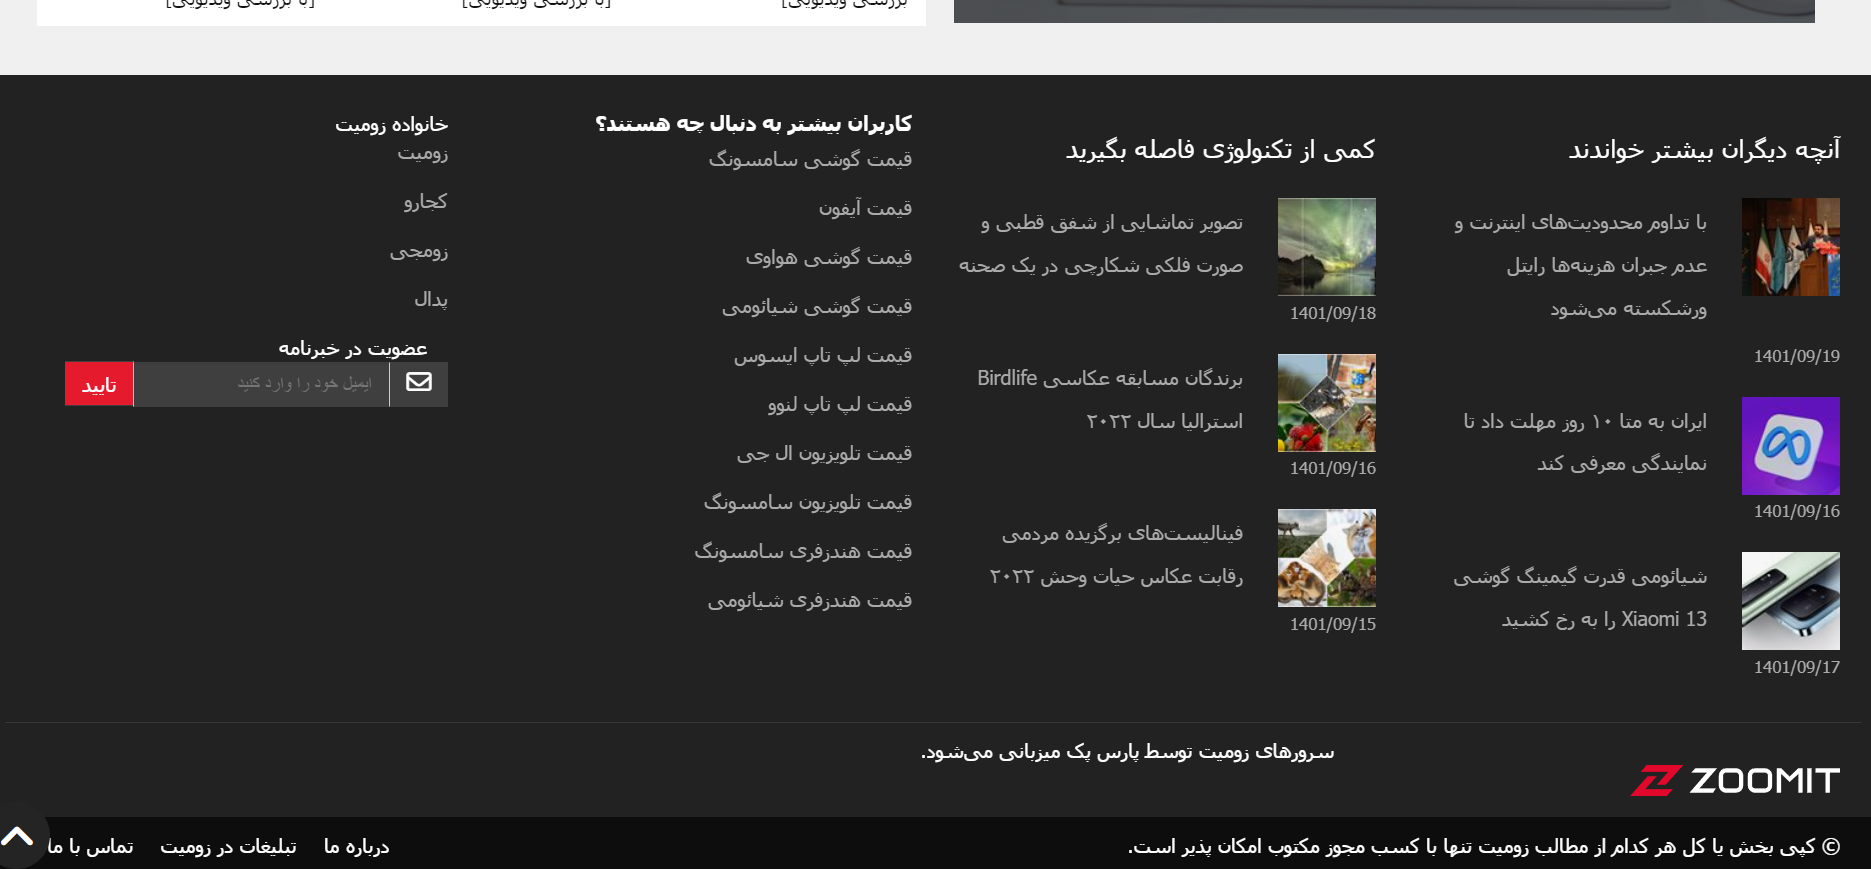 بررسی ویدیویی]
[با بررسی ویدیویی]
[با بررسی ویدیویی]
آنچه دیگران بیشتر خواندند
با تداوم محدودیت‌های اینترنت و
عدم جبران هزینه‌ها رایتل
ورشکسته می‌شود
1401/09/19
ایران به متا ۱۰ روز مهلت داد تا
نمایندگی معرفی کند
1401/09/16
شیائومی قدرت گیمینگ گوشی
Xiaomi 13 را به رخ کشید
1401/09/17
کمی از تکنولوژی فاصله بگیرید
تصویر تماشایی از شفق قطبی و
صورت فلکی شکارچی در یک صحنه
1401/09/18
برندگان مسابقه عکاسی Birdlife
استرالیا سال ۲۰۲۲
1401/09/16
فینالیست‌های برگزیده مردمی
رقابت عکاس حیات وحش ۲۰۲۲
1401/09/15
کاربران بیشتر به دنبال چه هستند؟
قیمت گوشی سامسونگ
قیمت آیفون
قیمت گوشی هواوی
قیمت گوشی شیائومی
قیمت لپ تاپ ایسوس
قیمت لپ تاپ لنوو
قیمت تلویزیون ال جی
قیمت تلویزیون سامسونگ
قیمت هندزفری سامسونگ
قیمت هندزفری شیائومی
خانواده زومیت
زومیت
کجارو
زومجی
پدال
عضویت در خبرنامه
ایمیل خود را وارد کنید
تایید
سرورهای زومیت توسط پارس پک میزبانی می‌شود.
ZOOMIT
© کپی بخش یا کل هر کدام از مطالب زومیت تنها با کسب مجوز مکتوب امکان پذیر است.
درباره ما
تبلیغات در زومیت
تماس با ما